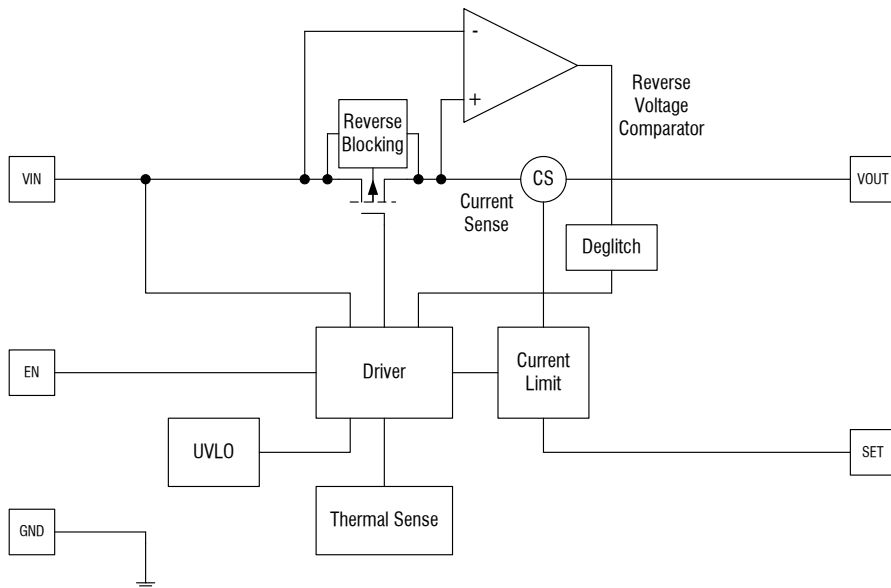 -
+
Reverse
Voltage
Comparator
Reverse
Blocking
VIN
CS
VOUT
Current
Sense
Deglitch
EN
Driver
Current
Limit
UVLO
SET
Thermal Sense
GND